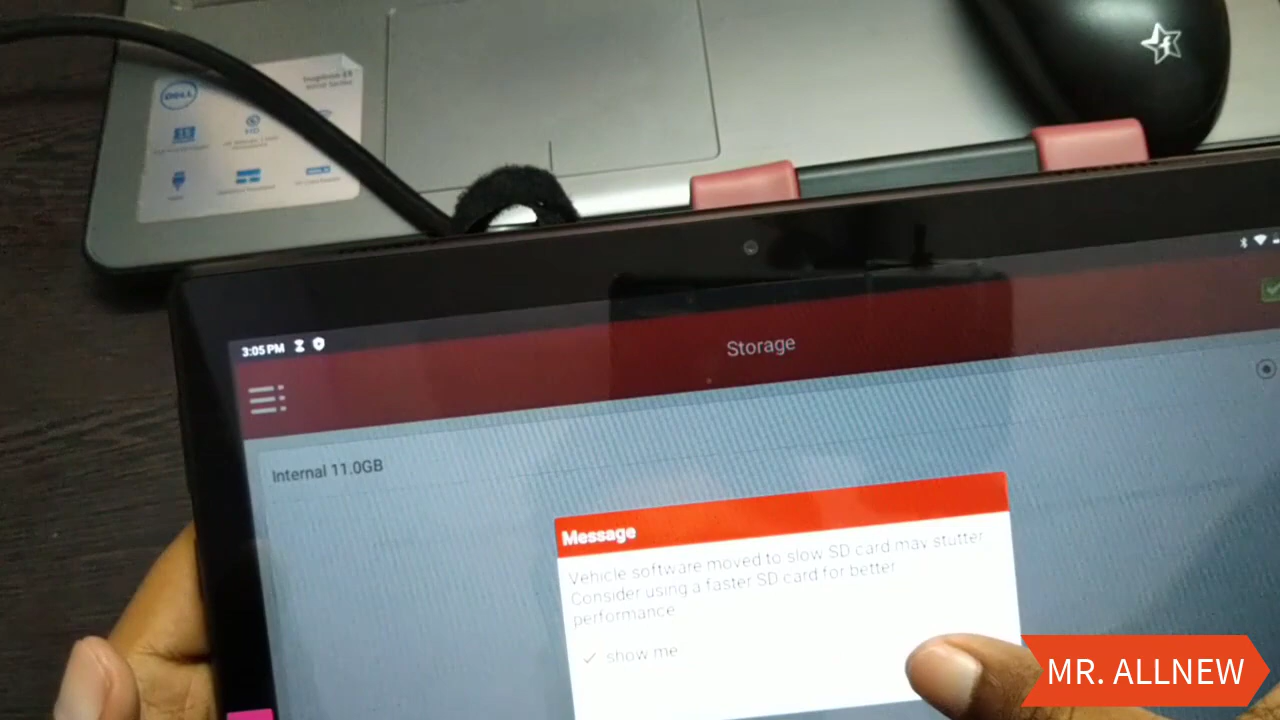 DELL
HD
3:05 PM
Storage
Internal 11.0GB
Message
Vehicle software moved to slow SD card may stutter.
Consider using a faster SD card for better
performance
show me
MR. ALLNEW